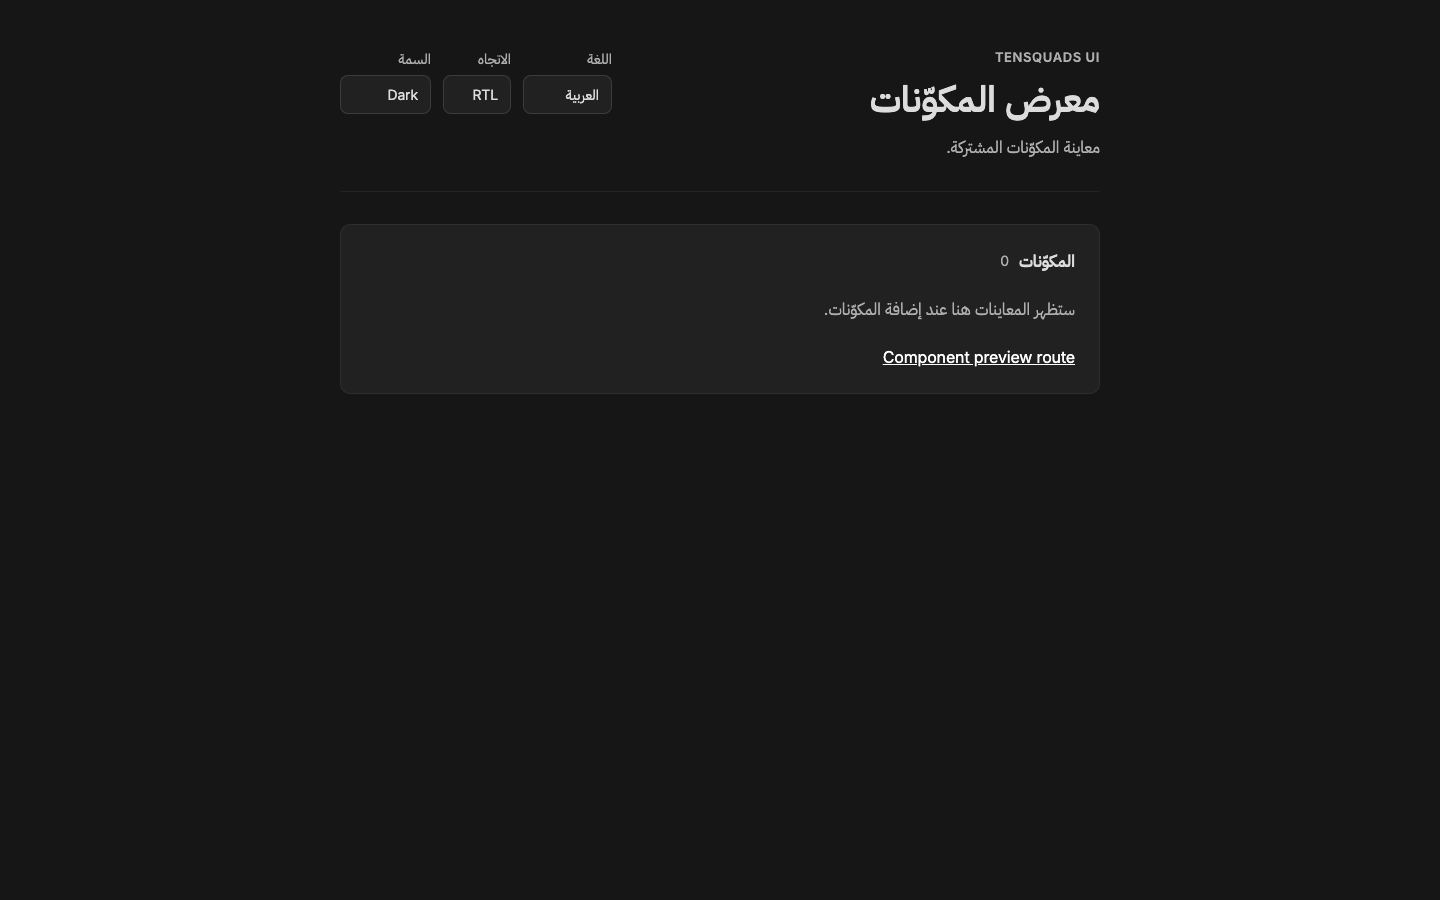 TENSQUADS UI
معرض المكوّنات
معاينة المكوّنات المشتركة.
اللغة
العربية
الاتجاه
RTL
السمة
Dark
المكوّنات 0
ستظهر المعاينات هنا عند إضافة المكوّنات.
Component preview route